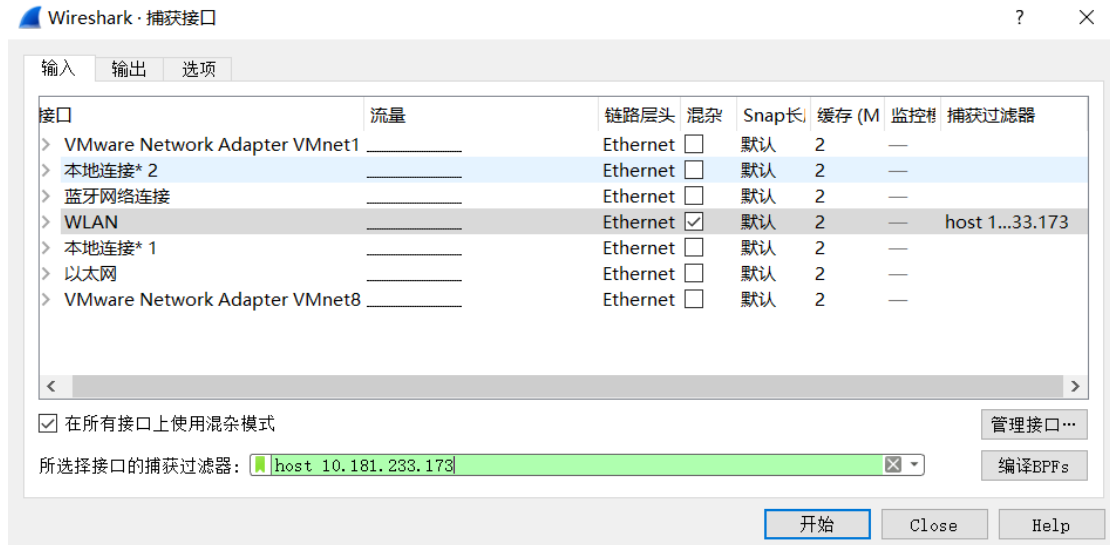 Wireshark · 捕获接口 ? ×
输入 输出 选项
接口 流量 链路层头 混杂 Snap长 缓存 (M 监控模 捕获过滤器
VMware Network Adapter VMnet1 Ethernet 默认 2 —
本地连接* 2 Ethernet 默认 2 —
蓝牙网络连接 Ethernet 默认 2 —
WLAN Ethernet 默认 2 — host 1...33.173
本地连接* 1 Ethernet 默认 2 —
以太网 Ethernet 默认 2 —
VMware Network Adapter VMnet8 Ethernet 默认 2 —
在所有接口上使用混杂模式 管理接口…
所选择接口的捕获过滤器: host 10.181.233.173 编译BPFs
开始 Close Help